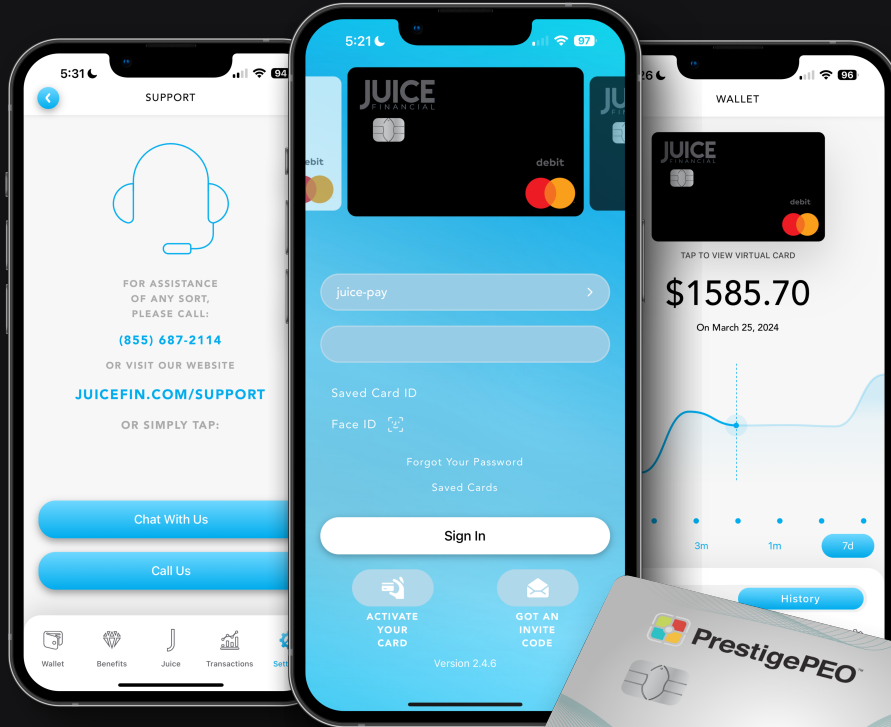 5:31
94
SUPPORT
FOR ASSISTANCE
OF ANY SORT,
PLEASE CALL:
(855) 687-2114
OR VISIT OUR WEBSITE
JUICEFIN.COM/SUPPORT
OR SIMPLY TAP:
Chat With Us
Call Us
Wallet
Benefits
Juice
Transactions
5:21
97
JUICE
FINANCIAL
debit
ebit
JU
juice-pay
Saved Card ID
Face ID
Forgot Your Password
Saved Cards
Sign In
ACTIVATE
YOUR
CARD
GOT AN
INVITE
CODE
Version 2.4.6
26
96
WALLET
JUICE
FINANCIAL
debit
TAP TO VIEW VIRTUAL CARD
$1585.70
On March 25, 2024
3m
1m
7d
History
PrestigePEO